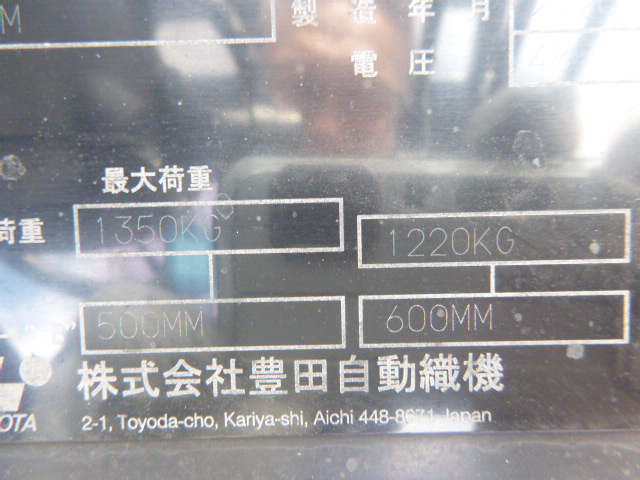 M
製造年月
電圧
最大荷重
荷重 1350KG 1220KG
500MM 600MM
株式会社豊田自動織機
OTA 2-1, Toyoda-cho, Kariya-shi, Aichi 448-8671 Japan